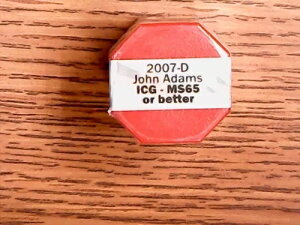 2007-D
John Adams
ICG - MS65
or better